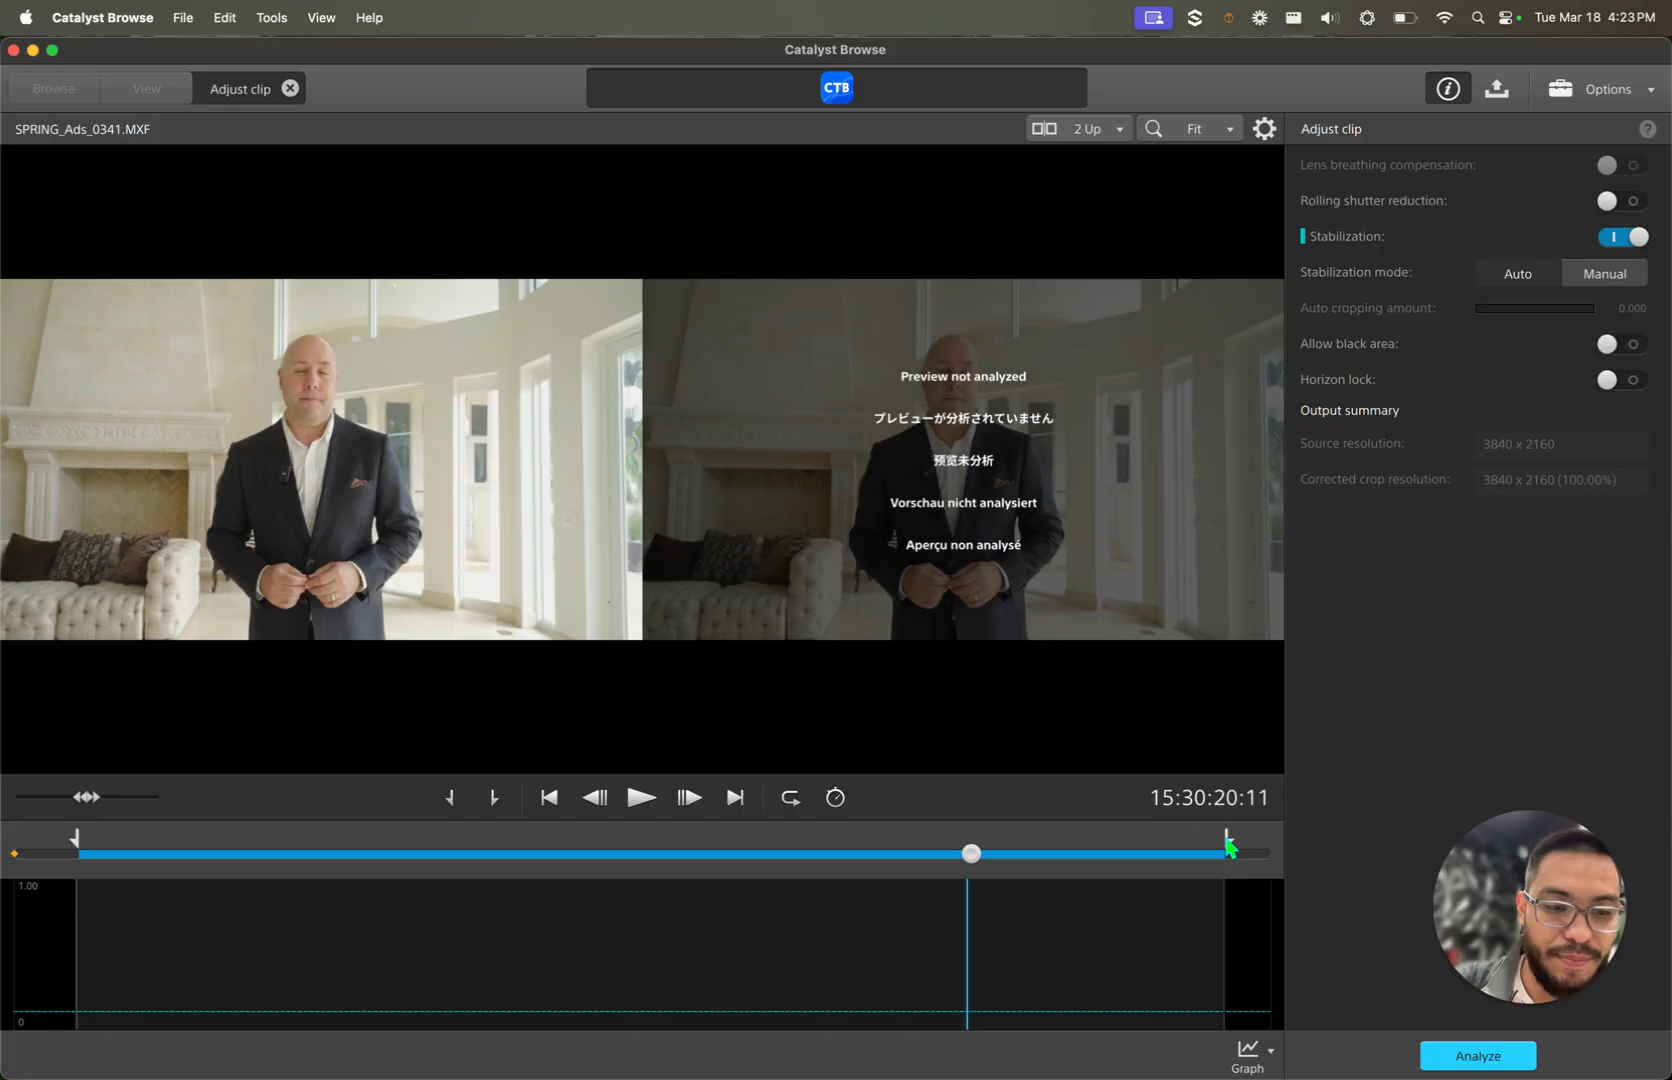 Catalyst Browse File Edit Tools View Help Tue Mar 18 4:23 PM
Catalyst Browse
Browse View Adjust clip CTB Options
SPRING_Ads_0341.MXF 2 Up Fit Adjust clip ?
Lens breathing compensation:
Rolling shutter reduction:
Stabilization:
Stabilization mode: Auto Manual
Auto cropping amount: 0.000
Allow black area:
Horizon lock:
Output summary
Source resolution: 3840 x 2160
Corrected crop resolution: 3840 x 2160 (100.00%)
Preview not analyzed
プレビューが分析されていません
预览未分析
Vorschau nicht analysiert
Aperçu non analysé
15:30:20:11
1.00
0
Graph
Analyze